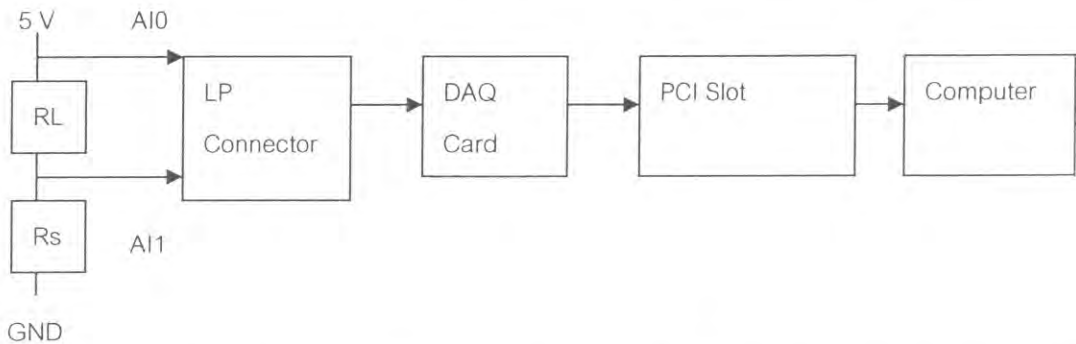 5 V
AI0
RL
LP
Connector
DAQ
Card
PCI Slot
Computer
Rs
AI1
GND